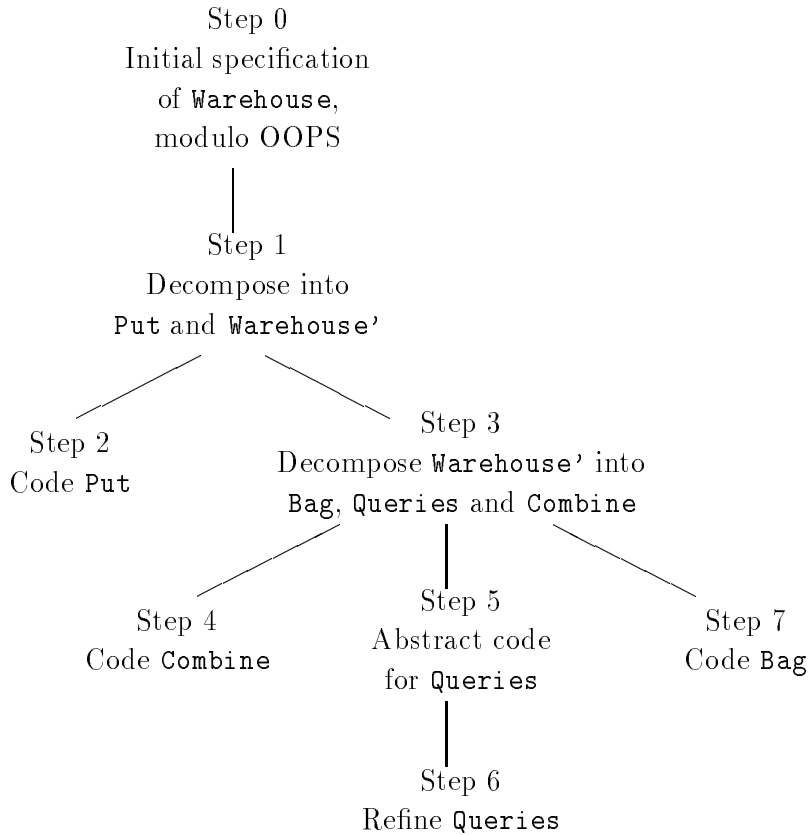 Step 0
Initial specification
of Warehouse,
modulo OOPS
Step 1
Decompose into
Put and Warehouse'
Step 2
Code Put
Step 3
Decompose Warehouse' into
Bag, Queries and Combine
Step 4
Code Combine
Step 5
Abstract code
for Queries
Step 7
Code Bag
Step 6
Refine Queries